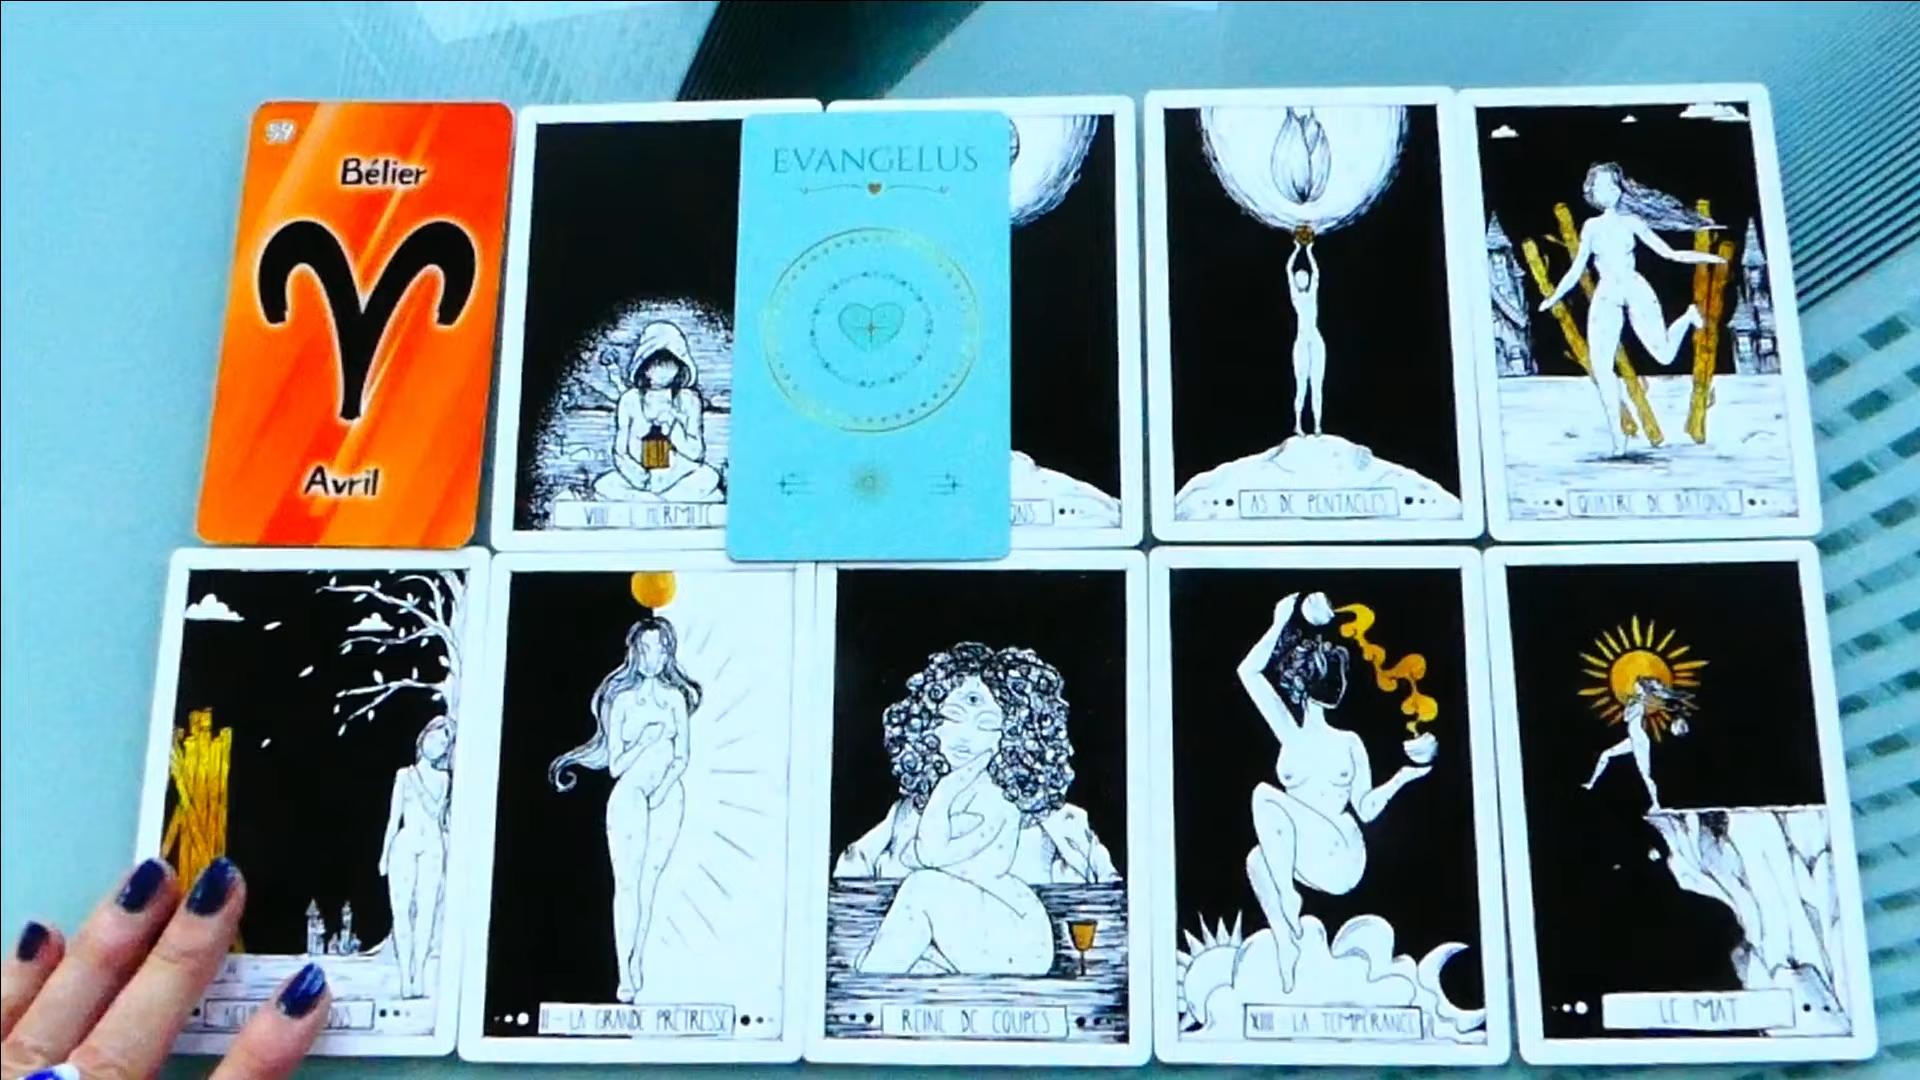 59
Bélier
Avril
VIIII - L'HERMITE
EVANGELUS
AS DE PENTACLES
QUATRE DE BÂTONS
II - LA GRANDE PRÊTRESSE
REINE DE COUPES
XIIII - LA TEMPÉRANCE
LE MAT